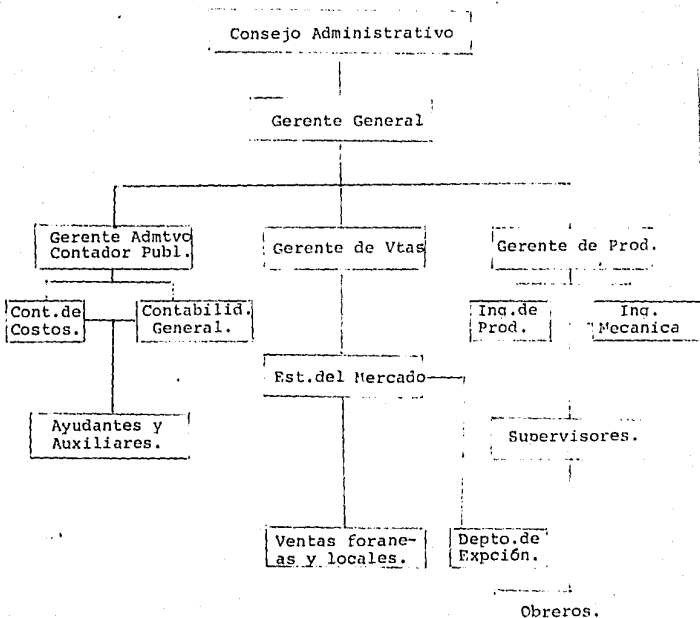 Consejo Administrativo
Gerente General
Gerente Admtvo
Contador Publ.
Gerente de Vtas
Gerente de Prod.
Cont.de
Costos.
Contabilid.
General.
Ing.de
Prod.
Ing.
Mecanica
Est.del Mercado
Ayudantes y
Auxiliares.
Supervisores.
Ventas forane-
as y locales.
Depto.de
Expción.
Obreros.